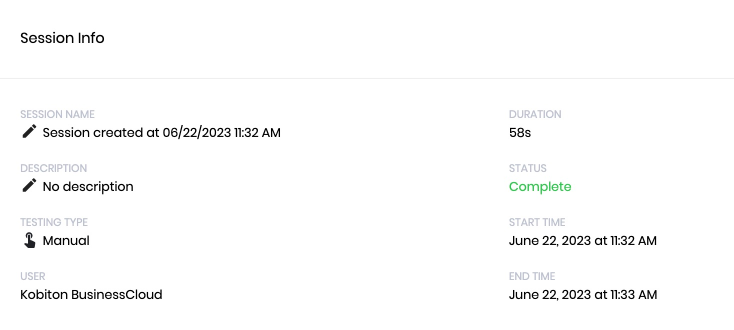 Session Info
SESSION NAME
Session created at 06/22/2023 11:32 AM
DESCRIPTION
No description
TESTING TYPE
Manual
USER
Kobiton BusinessCloud
DURATION
58s
STATUS
Complete
START TIME
June 22, 2023 at 11:32 AM
END TIME
June 22, 2023 at 11:33 AM